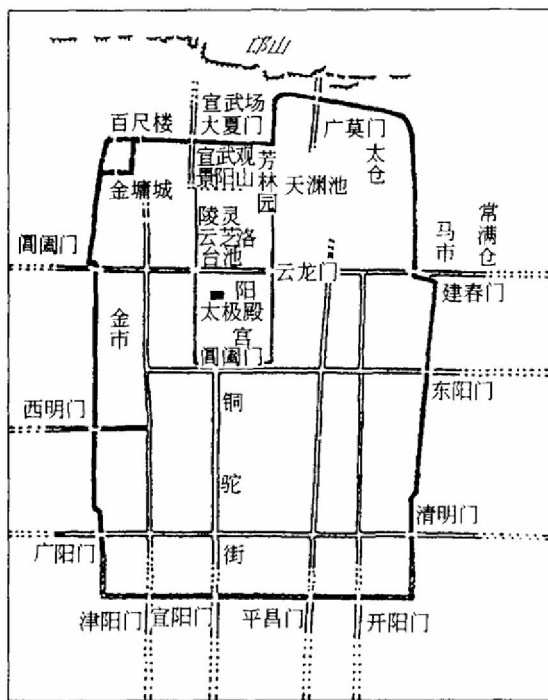 邙山
宣武场
大夏门
百尺楼
广莫门
宣武观
景阳山
芳林园
太仓
金墉城
天渊池
陵云台
灵芝池
洛阳宫
常满仓
马市
阊阖门
云龙门
建春门
金市
太极殿
阊阖门
东阳门
西明门
铜驼街
清明门
广阳门
津阳门
宣阳门
平昌门
开阳门